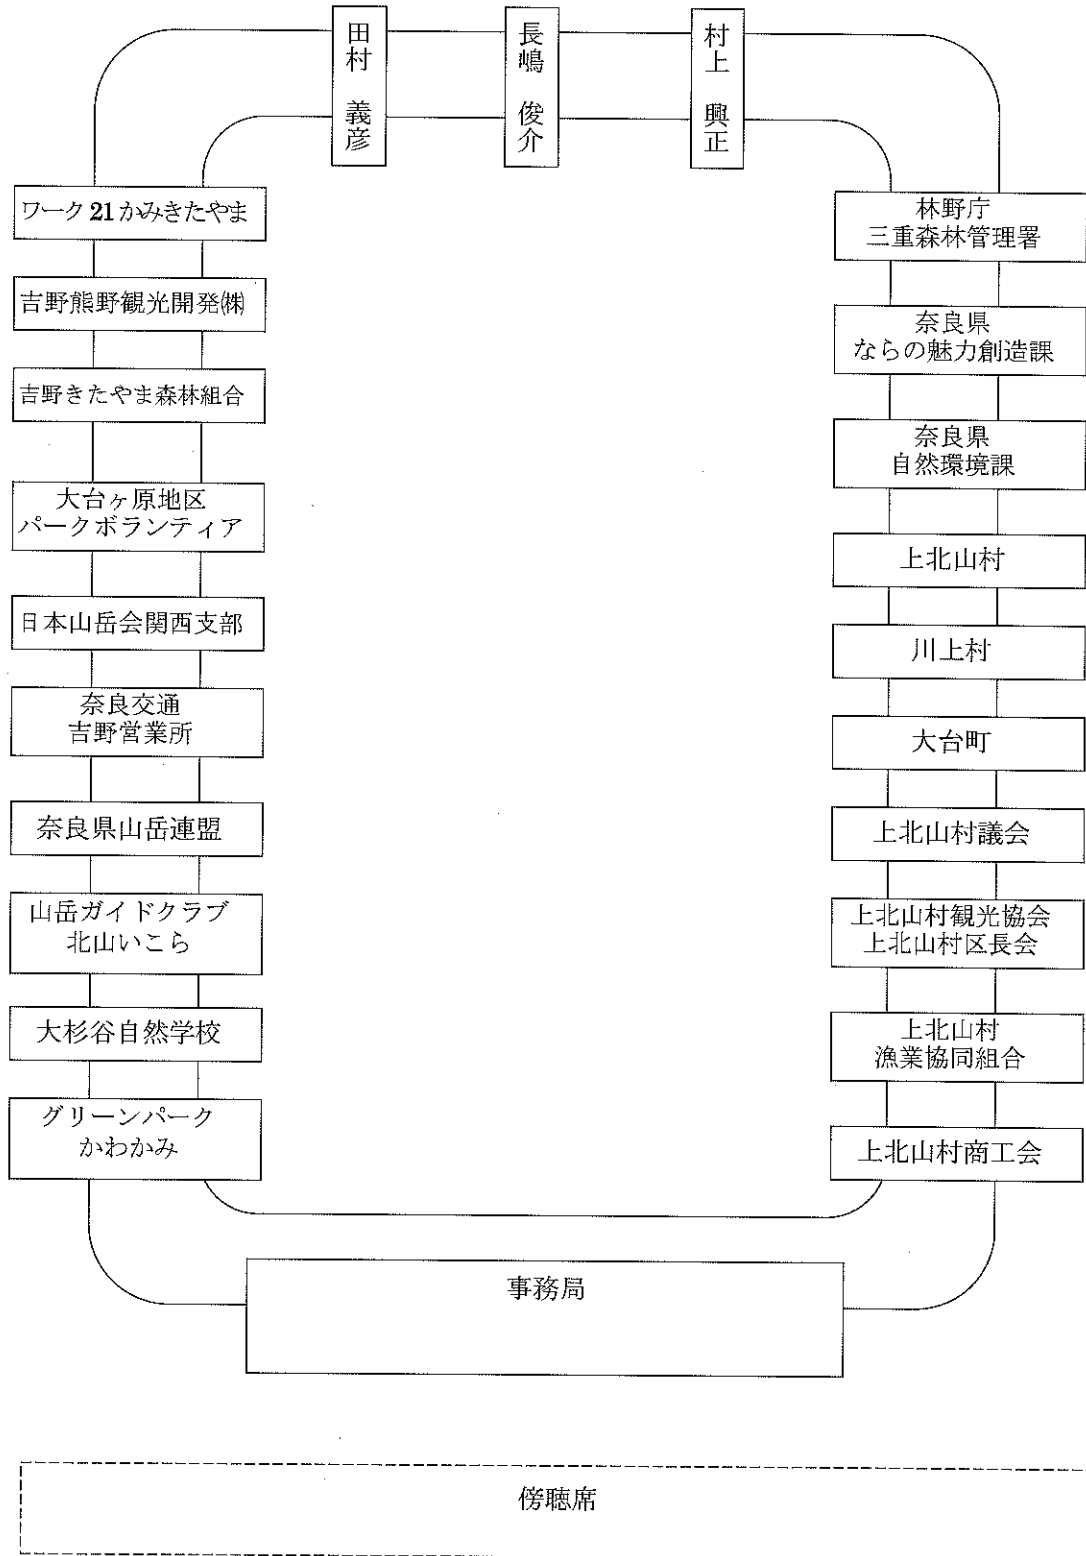 田村 義彦
長嶋 俊介
村上 興正
ワーク21かみきたやま
吉野熊野観光開発㈱
吉野きたやま森林組合
大台ヶ原地区
パークボランティア
日本山岳会関西支部
奈良交通
吉野営業所
奈良県山岳連盟
山岳ガイドクラブ
北山いこら
大杉谷自然学校
グリーンパーク
かわかみ
林野庁
三重森林管理署
奈良県
ならの魅力創造課
奈良県
自然環境課
上北山村
川上村
大台町
上北山村議会
上北山村観光協会
上北山村区長会
上北山村
漁業協同組合
上北山村商工会
事務局
傍聴席